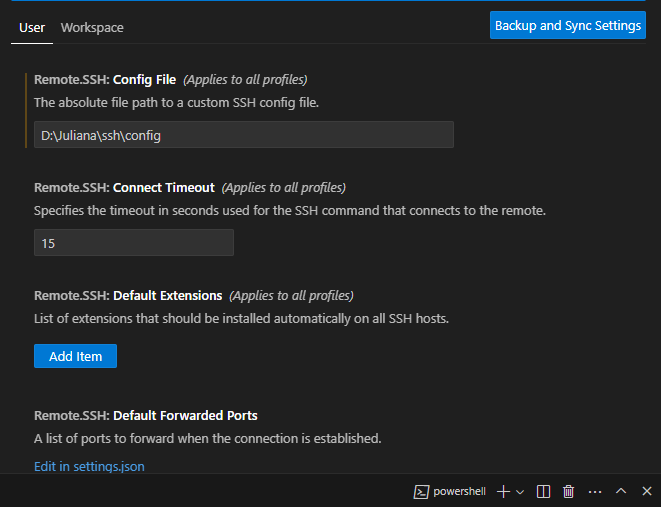 User Workspace Backup and Sync Settings
Remote.SSH: Config File (Applies to all profiles)
The absolute file path to a custom SSH config file.
D:\Juliana\ssh\config
Remote.SSH: Connect Timeout (Applies to all profiles)
Specifies the timeout in seconds used for the SSH command that connects to the remote.
15
Remote.SSH: Default Extensions (Applies to all profiles)
List of extensions that should be installed automatically on all SSH hosts.
Add Item
Remote.SSH: Default Forwarded Ports
A list of ports to forward when the connection is established.
Edit in settings.json
powershell